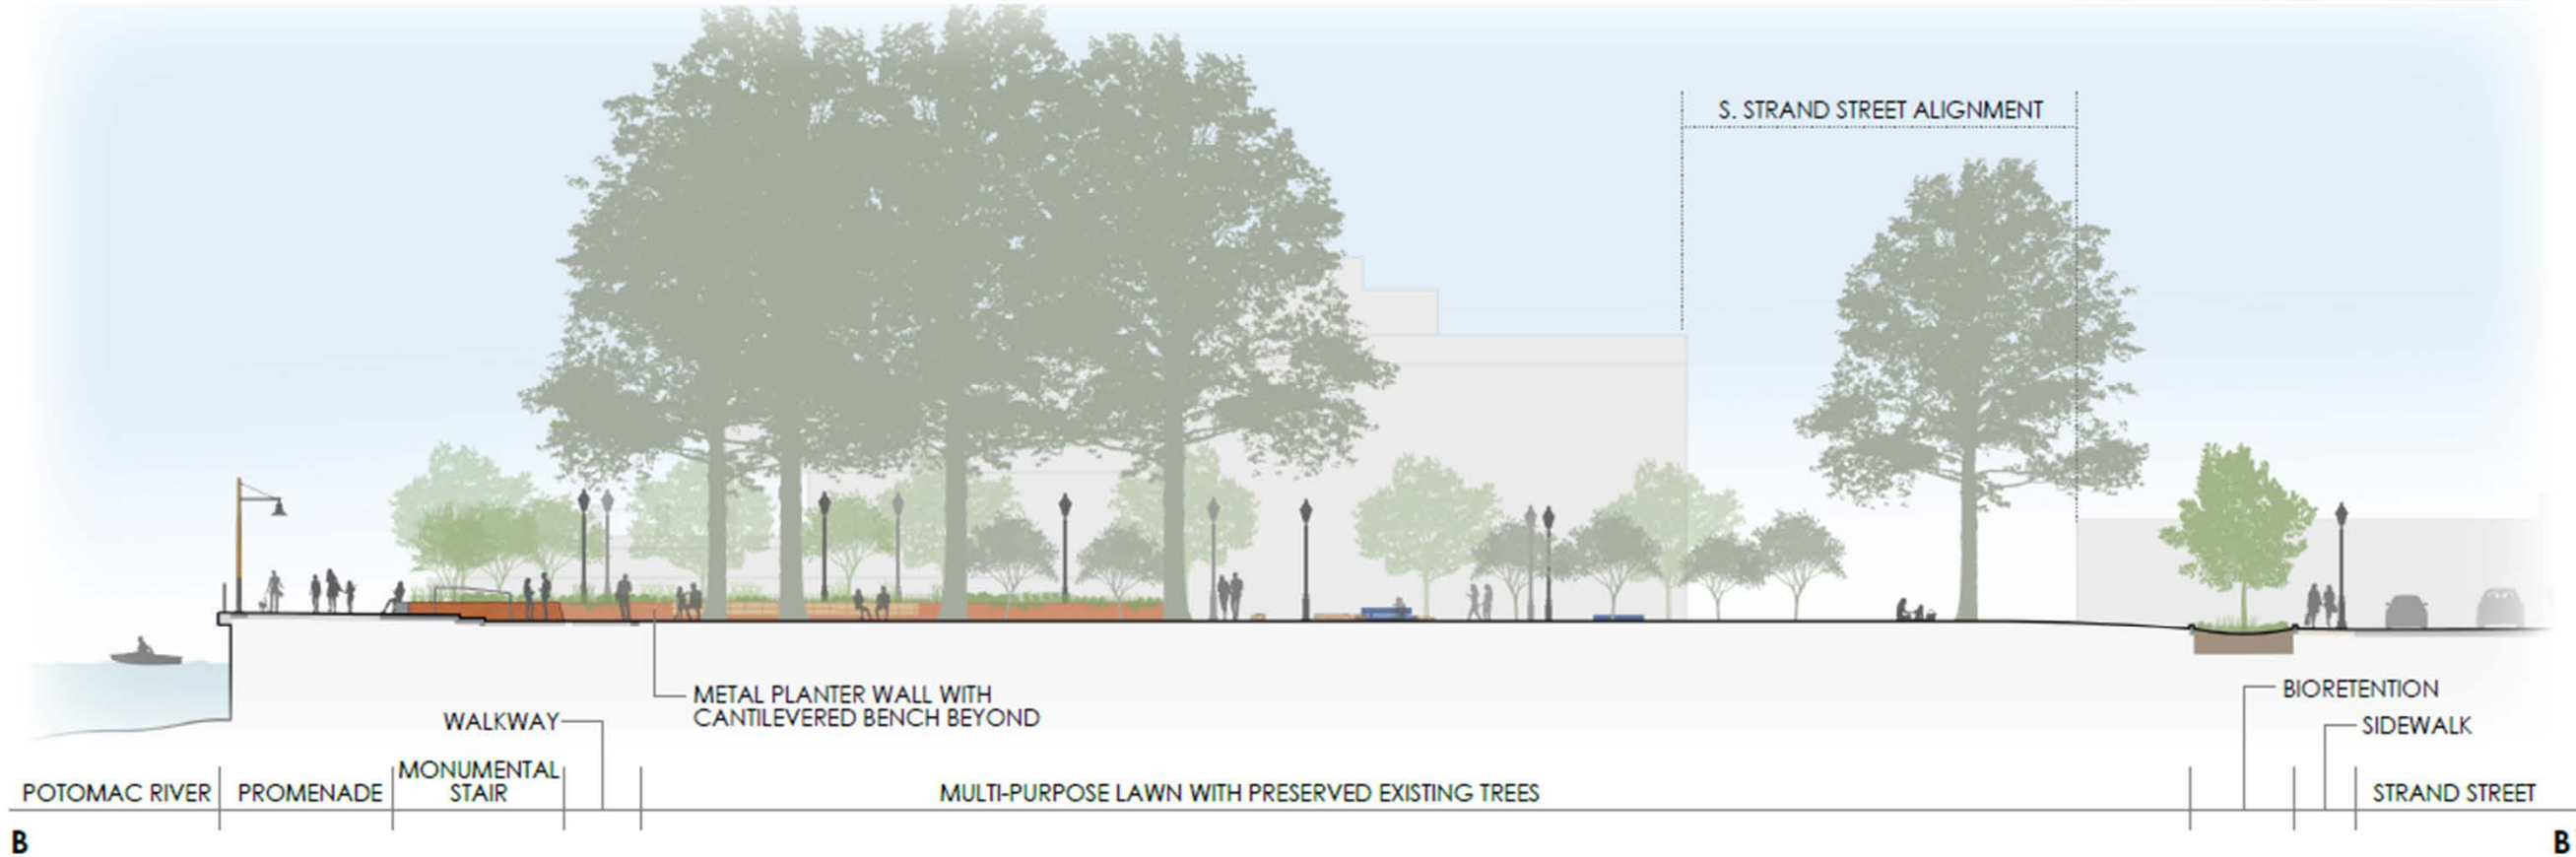 S. STRAND STREET ALIGNMENT
METAL PLANTER WALL WITH
CANTILEVERED BENCH BEYOND
WALKWAY
BIORETENTION
SIDEWALK
POTOMAC RIVER
PROMENADE
MONUMENTAL
STAIR
MULTI-PURPOSE LAWN WITH PRESERVED EXISTING TREES
STRAND STREET
B
B